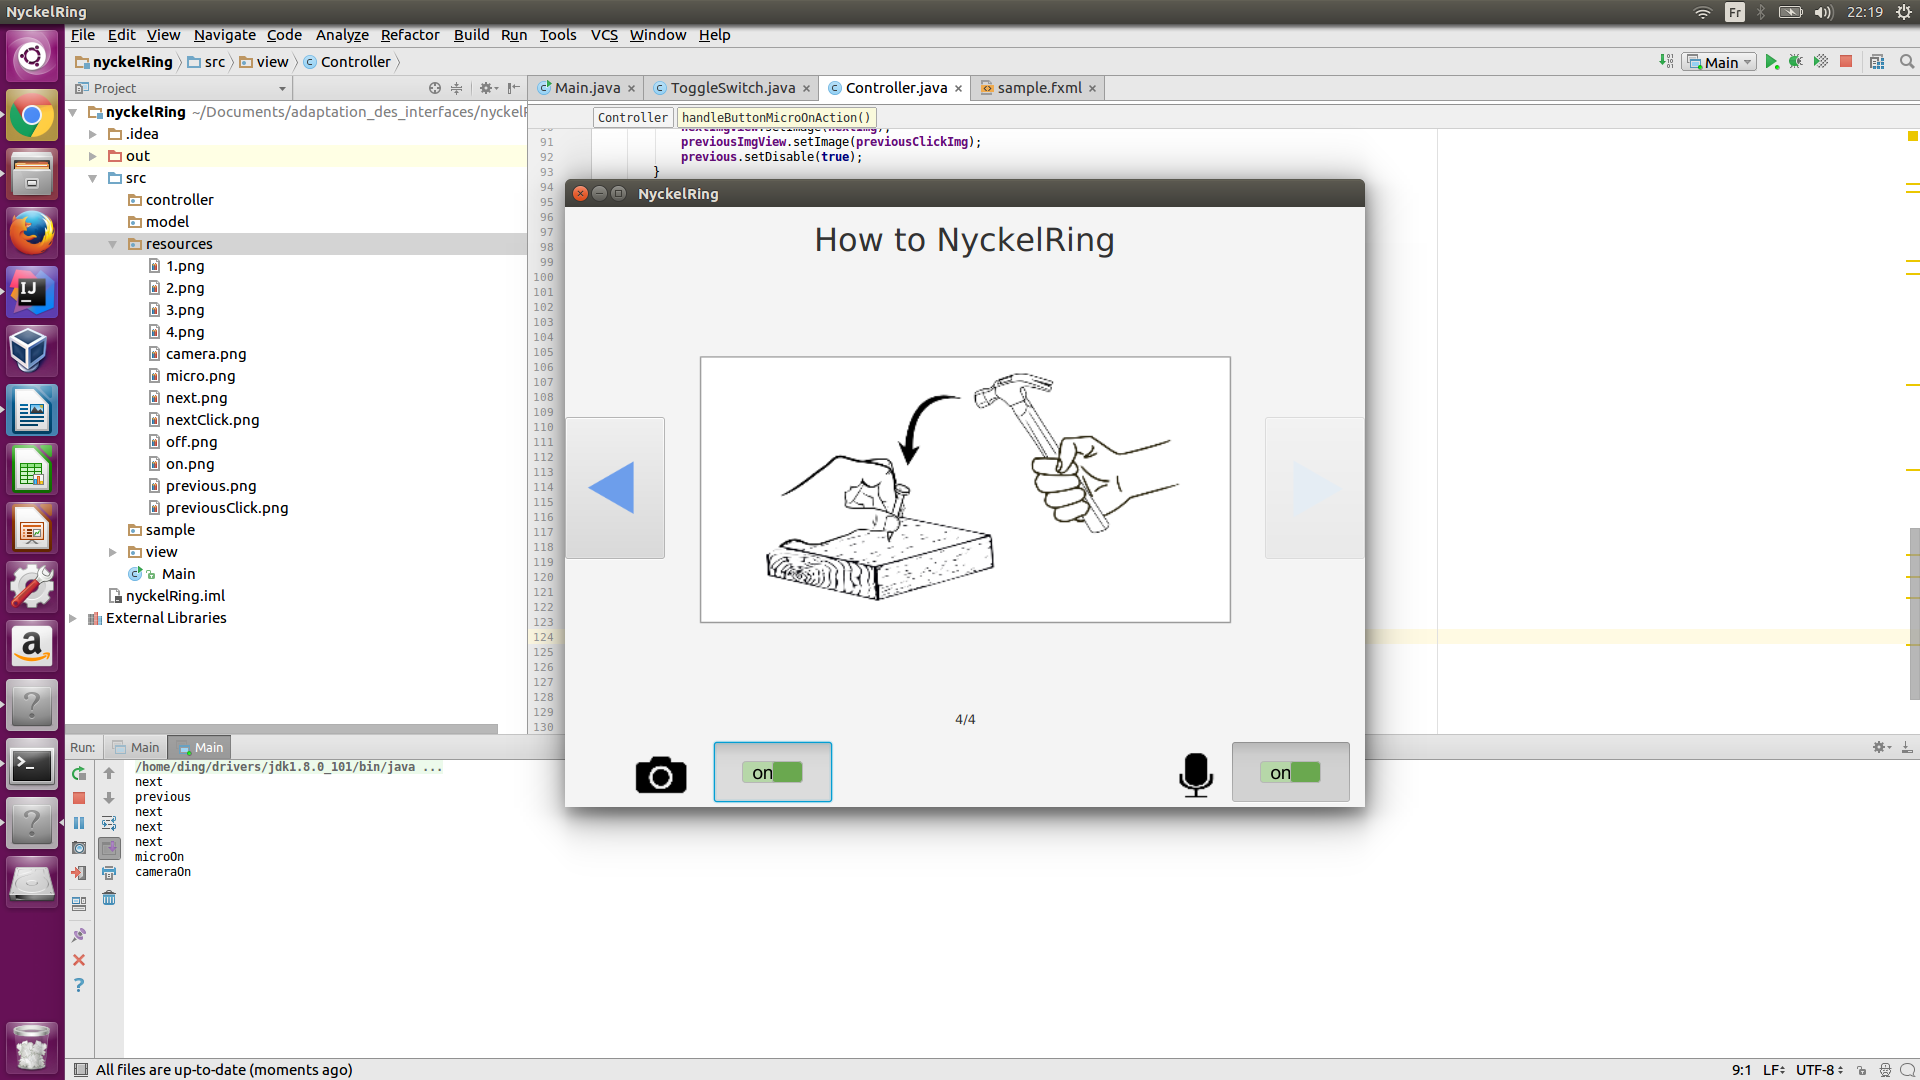 NyckelRing
Fr
22:19
File Edit View Navigate Code Analyze Refactor Build Run Tools VCS Window Help
nyckelRing src view Controller
Main
Project
Main.java ToggleSwitch.java Controller.java sample.fxml
nyckelRing ~/Documents/adaptation_des_interfaces/nyckelR
.idea
out
src
controller
model
resources
1.png
2.png
3.png
4.png
camera.png
micro.png
next.png
nextClick.png
off.png
on.png
previous.png
previousClick.png
sample
view
Main
nyckelRing.iml
External Libraries
Controller handleButtonMicroOnAction()
90 nextImgView.setImage(nextImg);
91 previousImgView.setImage(previousClickImg);
92 previous.setDisable(true);
93 }
94
95
96
97
98
99
100
101
102
103
104
105
106
107
108
109
110
111
112
113
114
115
116
117
118
119
120
121
122
123
124
125
126
127
128
129
130
NyckelRing
How to NyckelRing
4/4
on
on
Run: Main Main
/home/ding/drivers/jdk1.8.0_101/bin/java ...
next
previous
next
next
next
microOn
cameraOn
All files are up-to-date (moments ago)
9:1 LF UTF-8